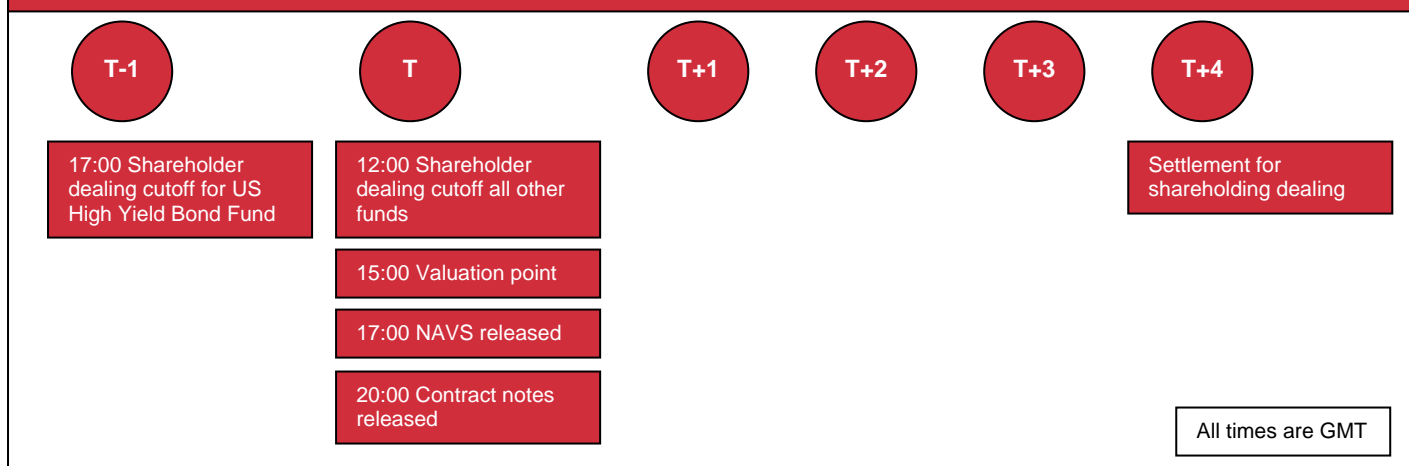 T-1
T
T+1
T+2
T+3
T+4
17:00 Shareholder
dealing cutoff for US
High Yield Bond Fund
12:00 Shareholder
dealing cutoff all other
funds
15:00 Valuation point
17:00 NAVS released
20:00 Contract notes
released
Settlement for
shareholding dealing
All times are GMT